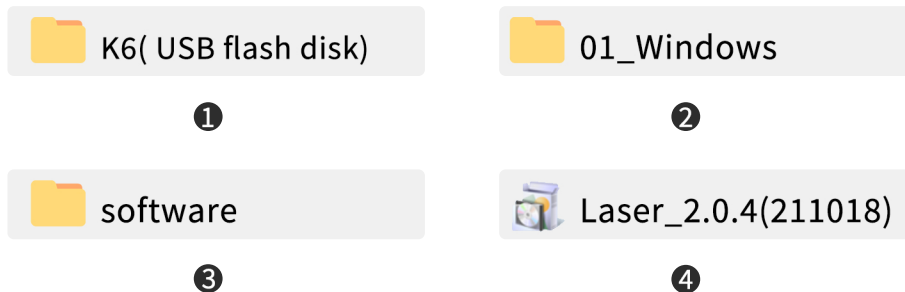 K6( USB flash disk)
01_Windows
❶
❷
software
Laser_2.0.4(211018)
❸
❹